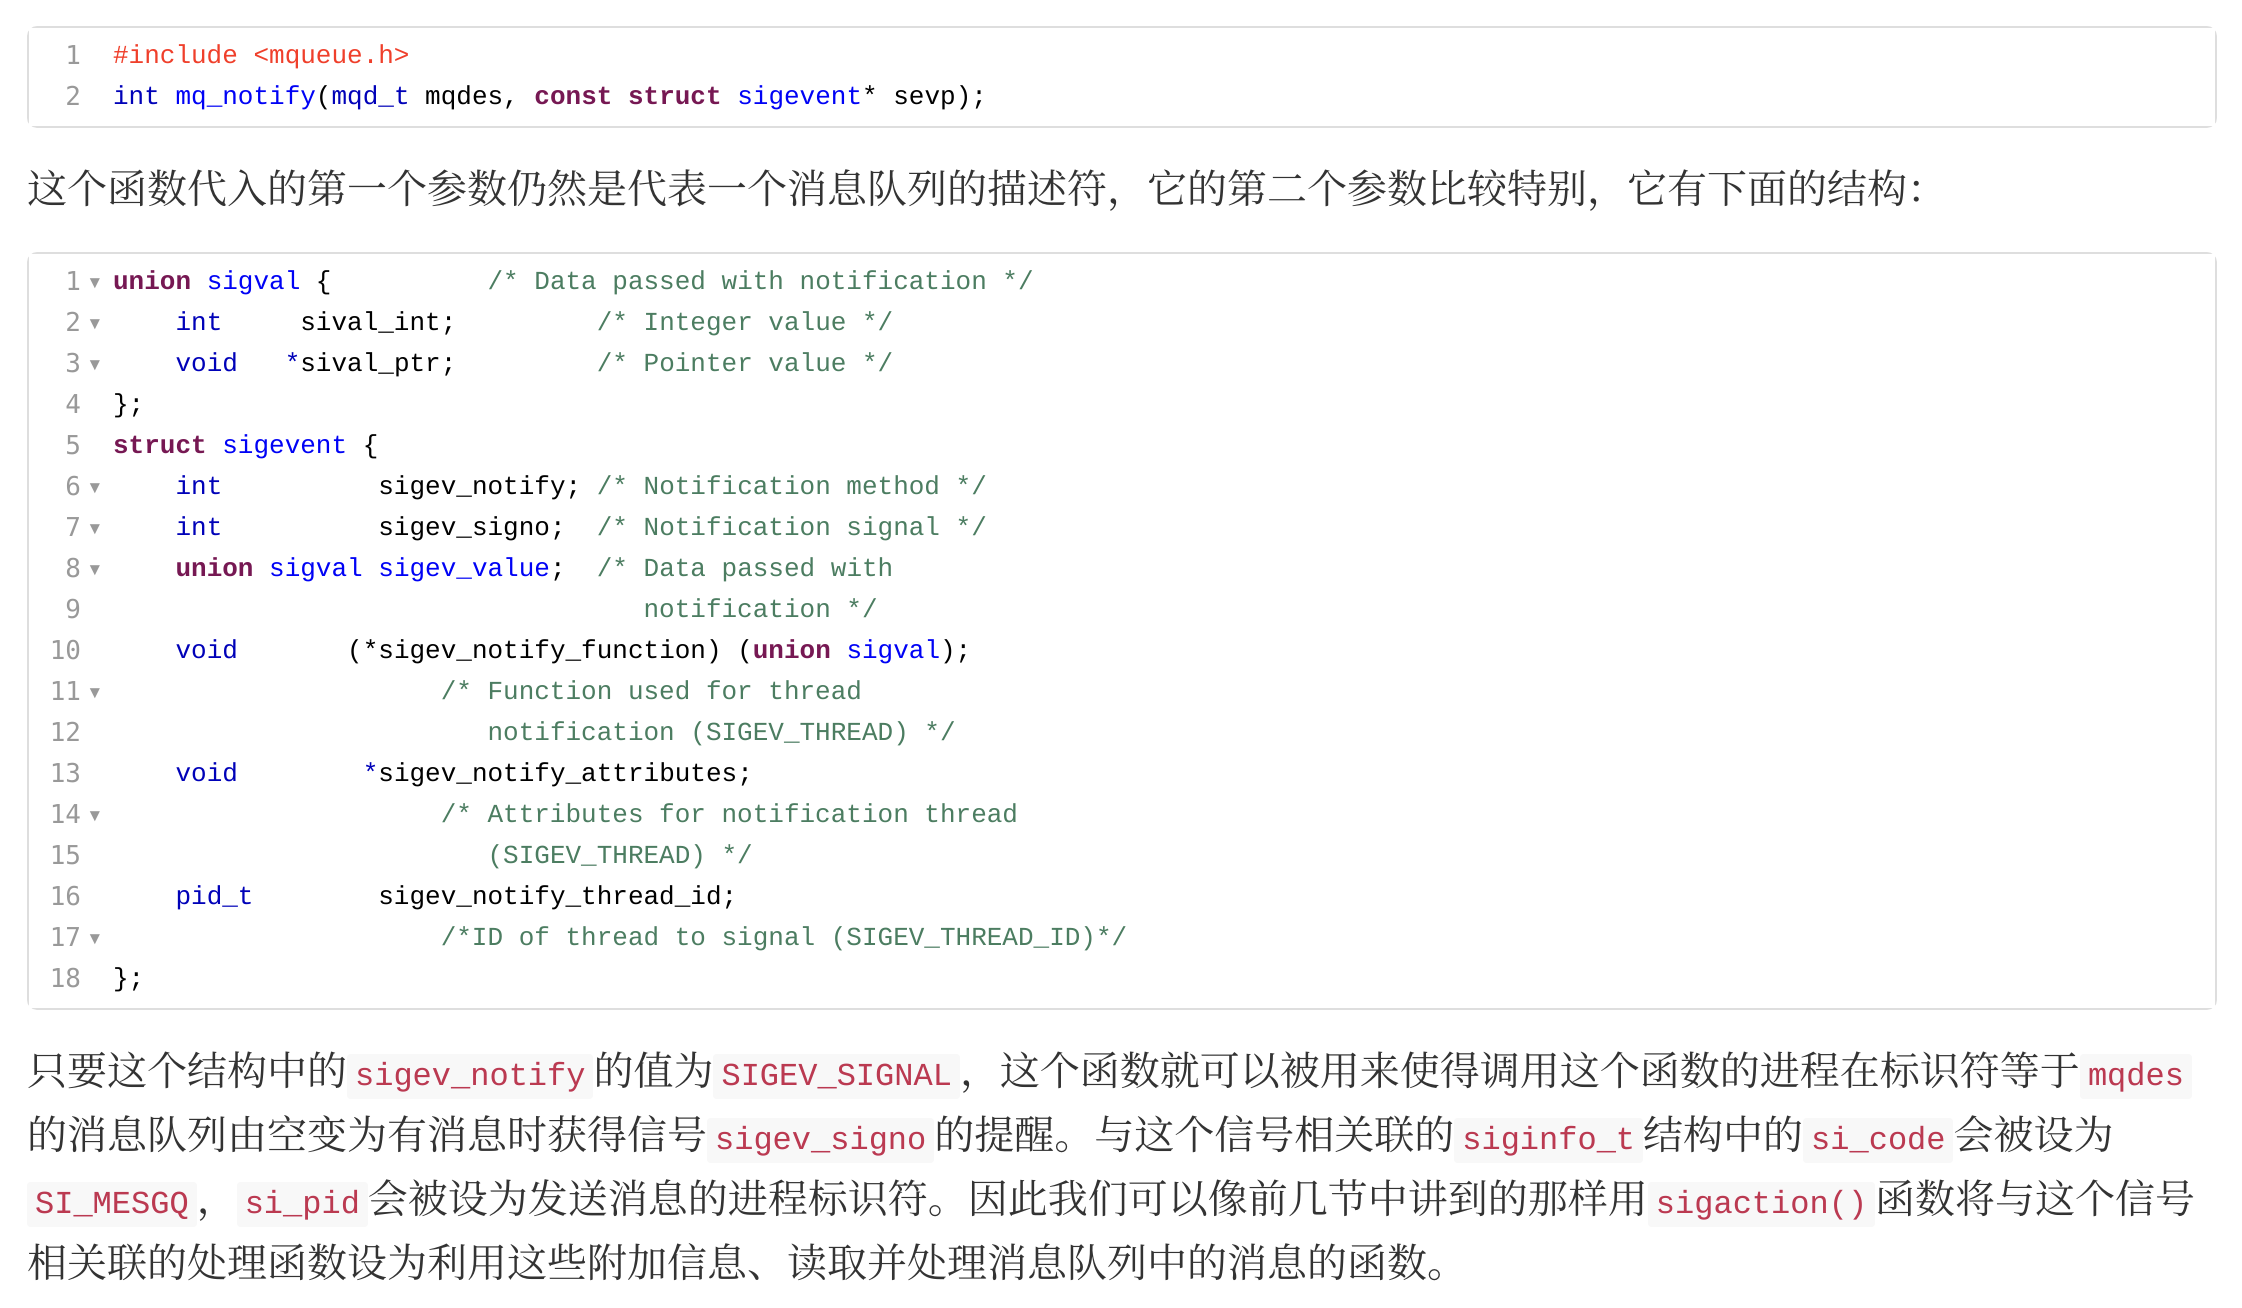 1 #include <mqueue.h>
2 int mq_notify(mqd_t mqdes, const struct sigevent* sevp);
这个函数代入的第一个参数仍然是代表一个消息队列的描述符，它的第二个参数比较特别，它有下面的结构：
1 ▼ union sigval {          /* Data passed with notification */
2 ▼     int     sival_int;         /* Integer value */
3 ▼     void   *sival_ptr;         /* Pointer value */
4 };
5 struct sigevent {
6 ▼     int          sigev_notify; /* Notification method */
7 ▼     int          sigev_signo;  /* Notification signal */
8 ▼     union sigval sigev_value;  /* Data passed with
9                                   notification */
10     void       (*sigev_notify_function) (union sigval);
11 ▼                      /* Function used for thread
12                         notification (SIGEV_THREAD) */
13     void        *sigev_notify_attributes;
14 ▼                      /* Attributes for notification thread
15                         (SIGEV_THREAD) */
16     pid_t        sigev_notify_thread_id;
17 ▼                      /*ID of thread to signal (SIGEV_THREAD_ID)*/
18 };
只要这个结构中的sigev_notify的值为SIGEV_SIGNAL，这个函数就可以被用来使得调用这个函数的进程在标识符等于mqdes
的消息队列由空变为有消息时获得信号sigev_signo的提醒。与这个信号相关联的siginfo_t结构中的si_code会被设为
SI_MESGQ，si_pid会被设为发送消息的进程标识符。因此我们可以像前几节中讲到的那样用sigaction()函数将与这个信号
相关联的处理函数设为利用这些附加信息、读取并处理消息队列中的消息的函数。